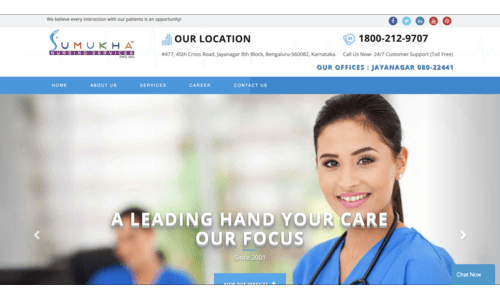 We believe every interaction with our patients is an opportunity!
SUMUKHA
NURSING SERVICES
SINCE 2001
OUR LOCATION
#477, 45th Cross Road, Jayanagar 8th Block, Bengaluru-560082, Karnataka.
1800-212-9707
Call Us Now- 24/7 Customer Support (Toll Free)
OUR OFFICES : JAYANAGAR 080-22441
HOME ABOUT US SERVICES CAREER CONTACT US
A LEADING HAND YOUR CARE
OUR FOCUS
Since 2001
VIEW OUR SERVICES +
Chat Now